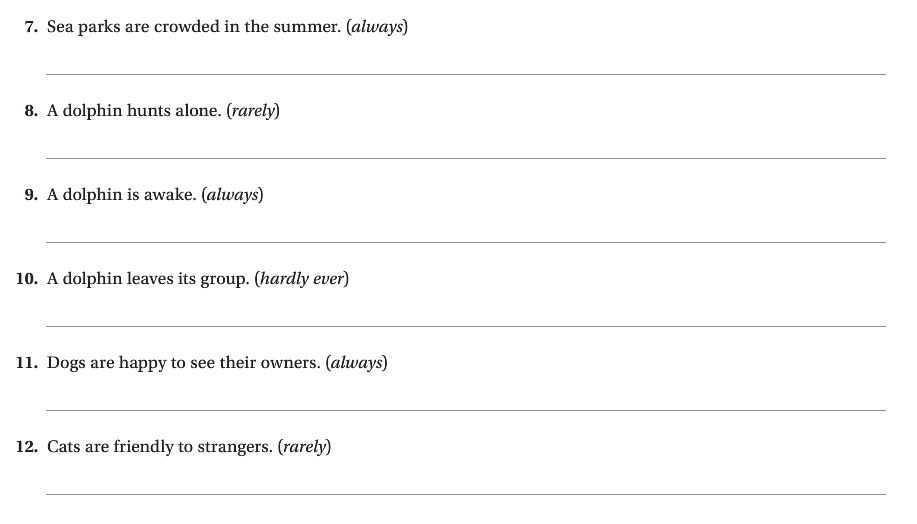 7. Sea parks are crowded in the summer. (always)
8. A dolphin hunts alone. (rarely)
9. A dolphin is awake. (always)
10. A dolphin leaves its group. (hardly ever)
11. Dogs are happy to see their owners. (always)
12. Cats are friendly to strangers. (rarely)